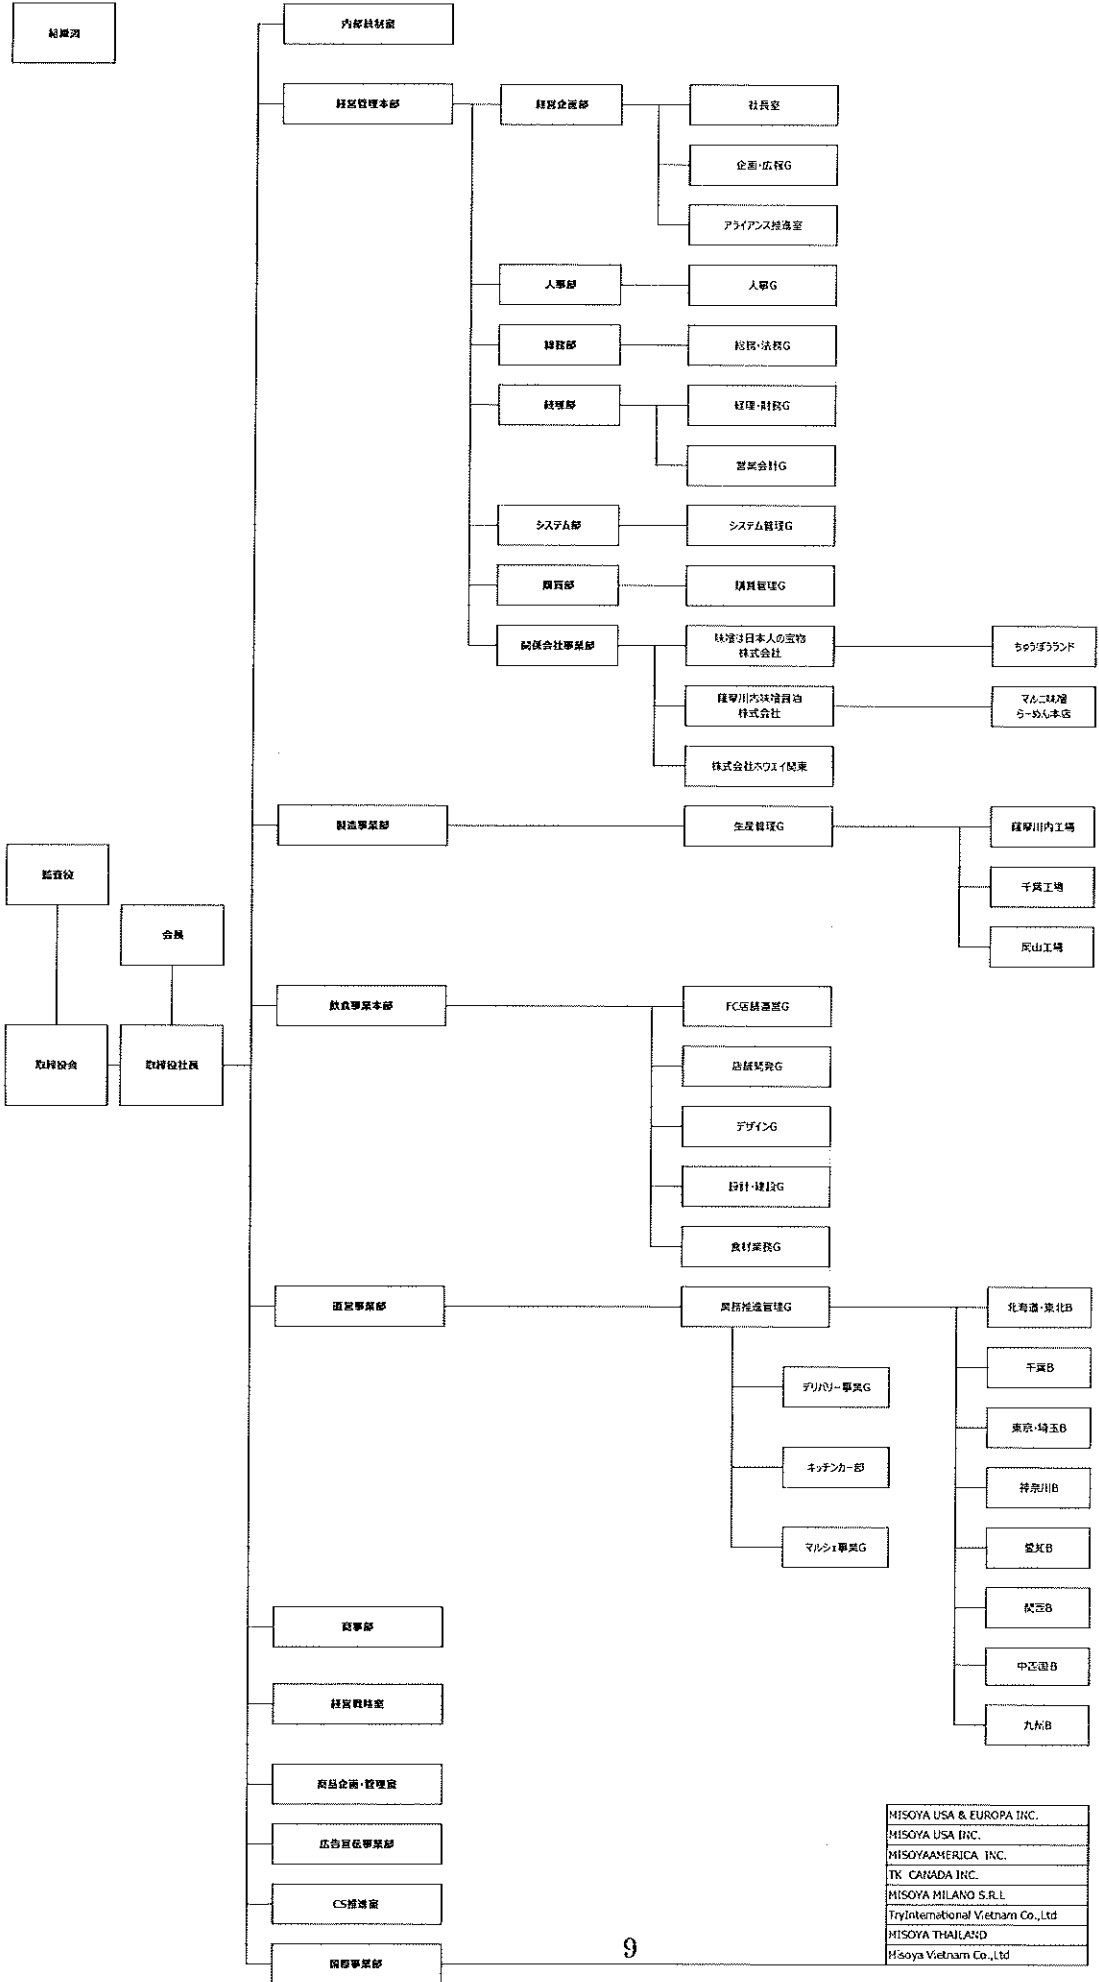 組織図
内部統制室
経営管理本部
経営企画部
社長室
企画・広報G
アライアンス推進室
人事部
人事G
総務部
総務・法務G
経理部
経理・財務G
営業会計G
システム部
システム管理G
購買部
購買管理G
関係会社事業部
味噌は日本人の宝物
株式会社
ちゅうぼうランド
薩摩川内味噌醤油
株式会社
マルニ味噌
らーめん本店
株式会社ホウエイ関東
製造事業部
生産管理G
薩摩川内工場
千葉工場
岡山工場
監査役
会長
取締役会
取締役社長
飲食事業本部
FC店舗運営G
店舗開発G
デザインG
設計・建設G
食材業務G
直営事業部
業務推進管理G
北海道・東北B
千葉B
東京・埼玉B
神奈川B
愛知B
関西B
中四国B
九州B
デリバリー事業G
キッチンカー部
マルシェ事業G
商事部
経営戦略室
商品企画・管理室
広告宣伝事業部
CS推進室
国際事業部
MISOYA USA & EUROPA INC.
MISOYA USA INC.
MISOYAAMERICA INC.
TK CANADA INC.
MISOYA MILANO S.R.L
TryInternational Vietnam Co.,Ltd
MISOYA THAILAND
Misoya Vietnam Co.,Ltd
9